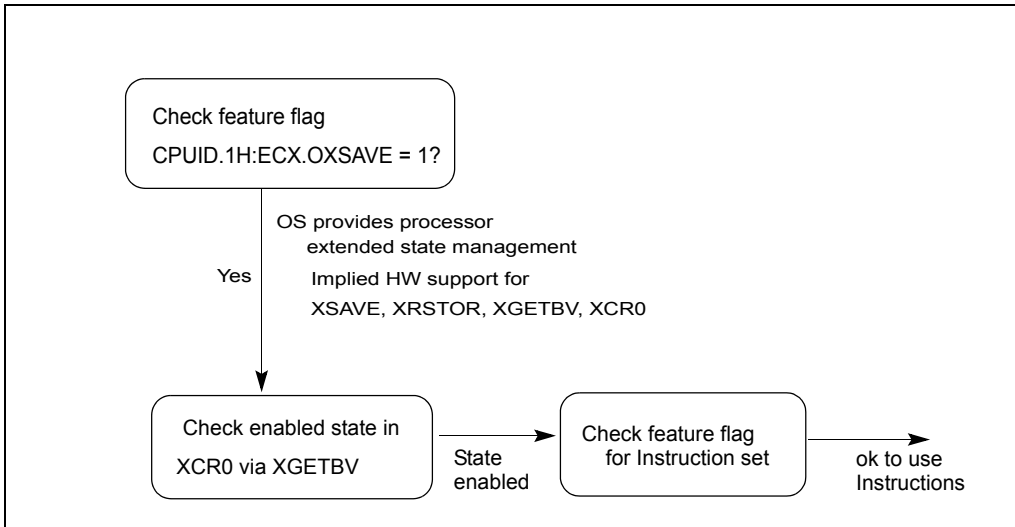 Check feature flag
CPUID.1H:ECX.OXSAVE = 1?
OS provides processor
extended state management
Yes
Implied HW support for
XSAVE, XRSTOR, XGETBV, XCR0
Check enabled state in
XCR0 via XGETBV
State
enabled
Check feature flag
for Instruction set
ok to use
Instructions